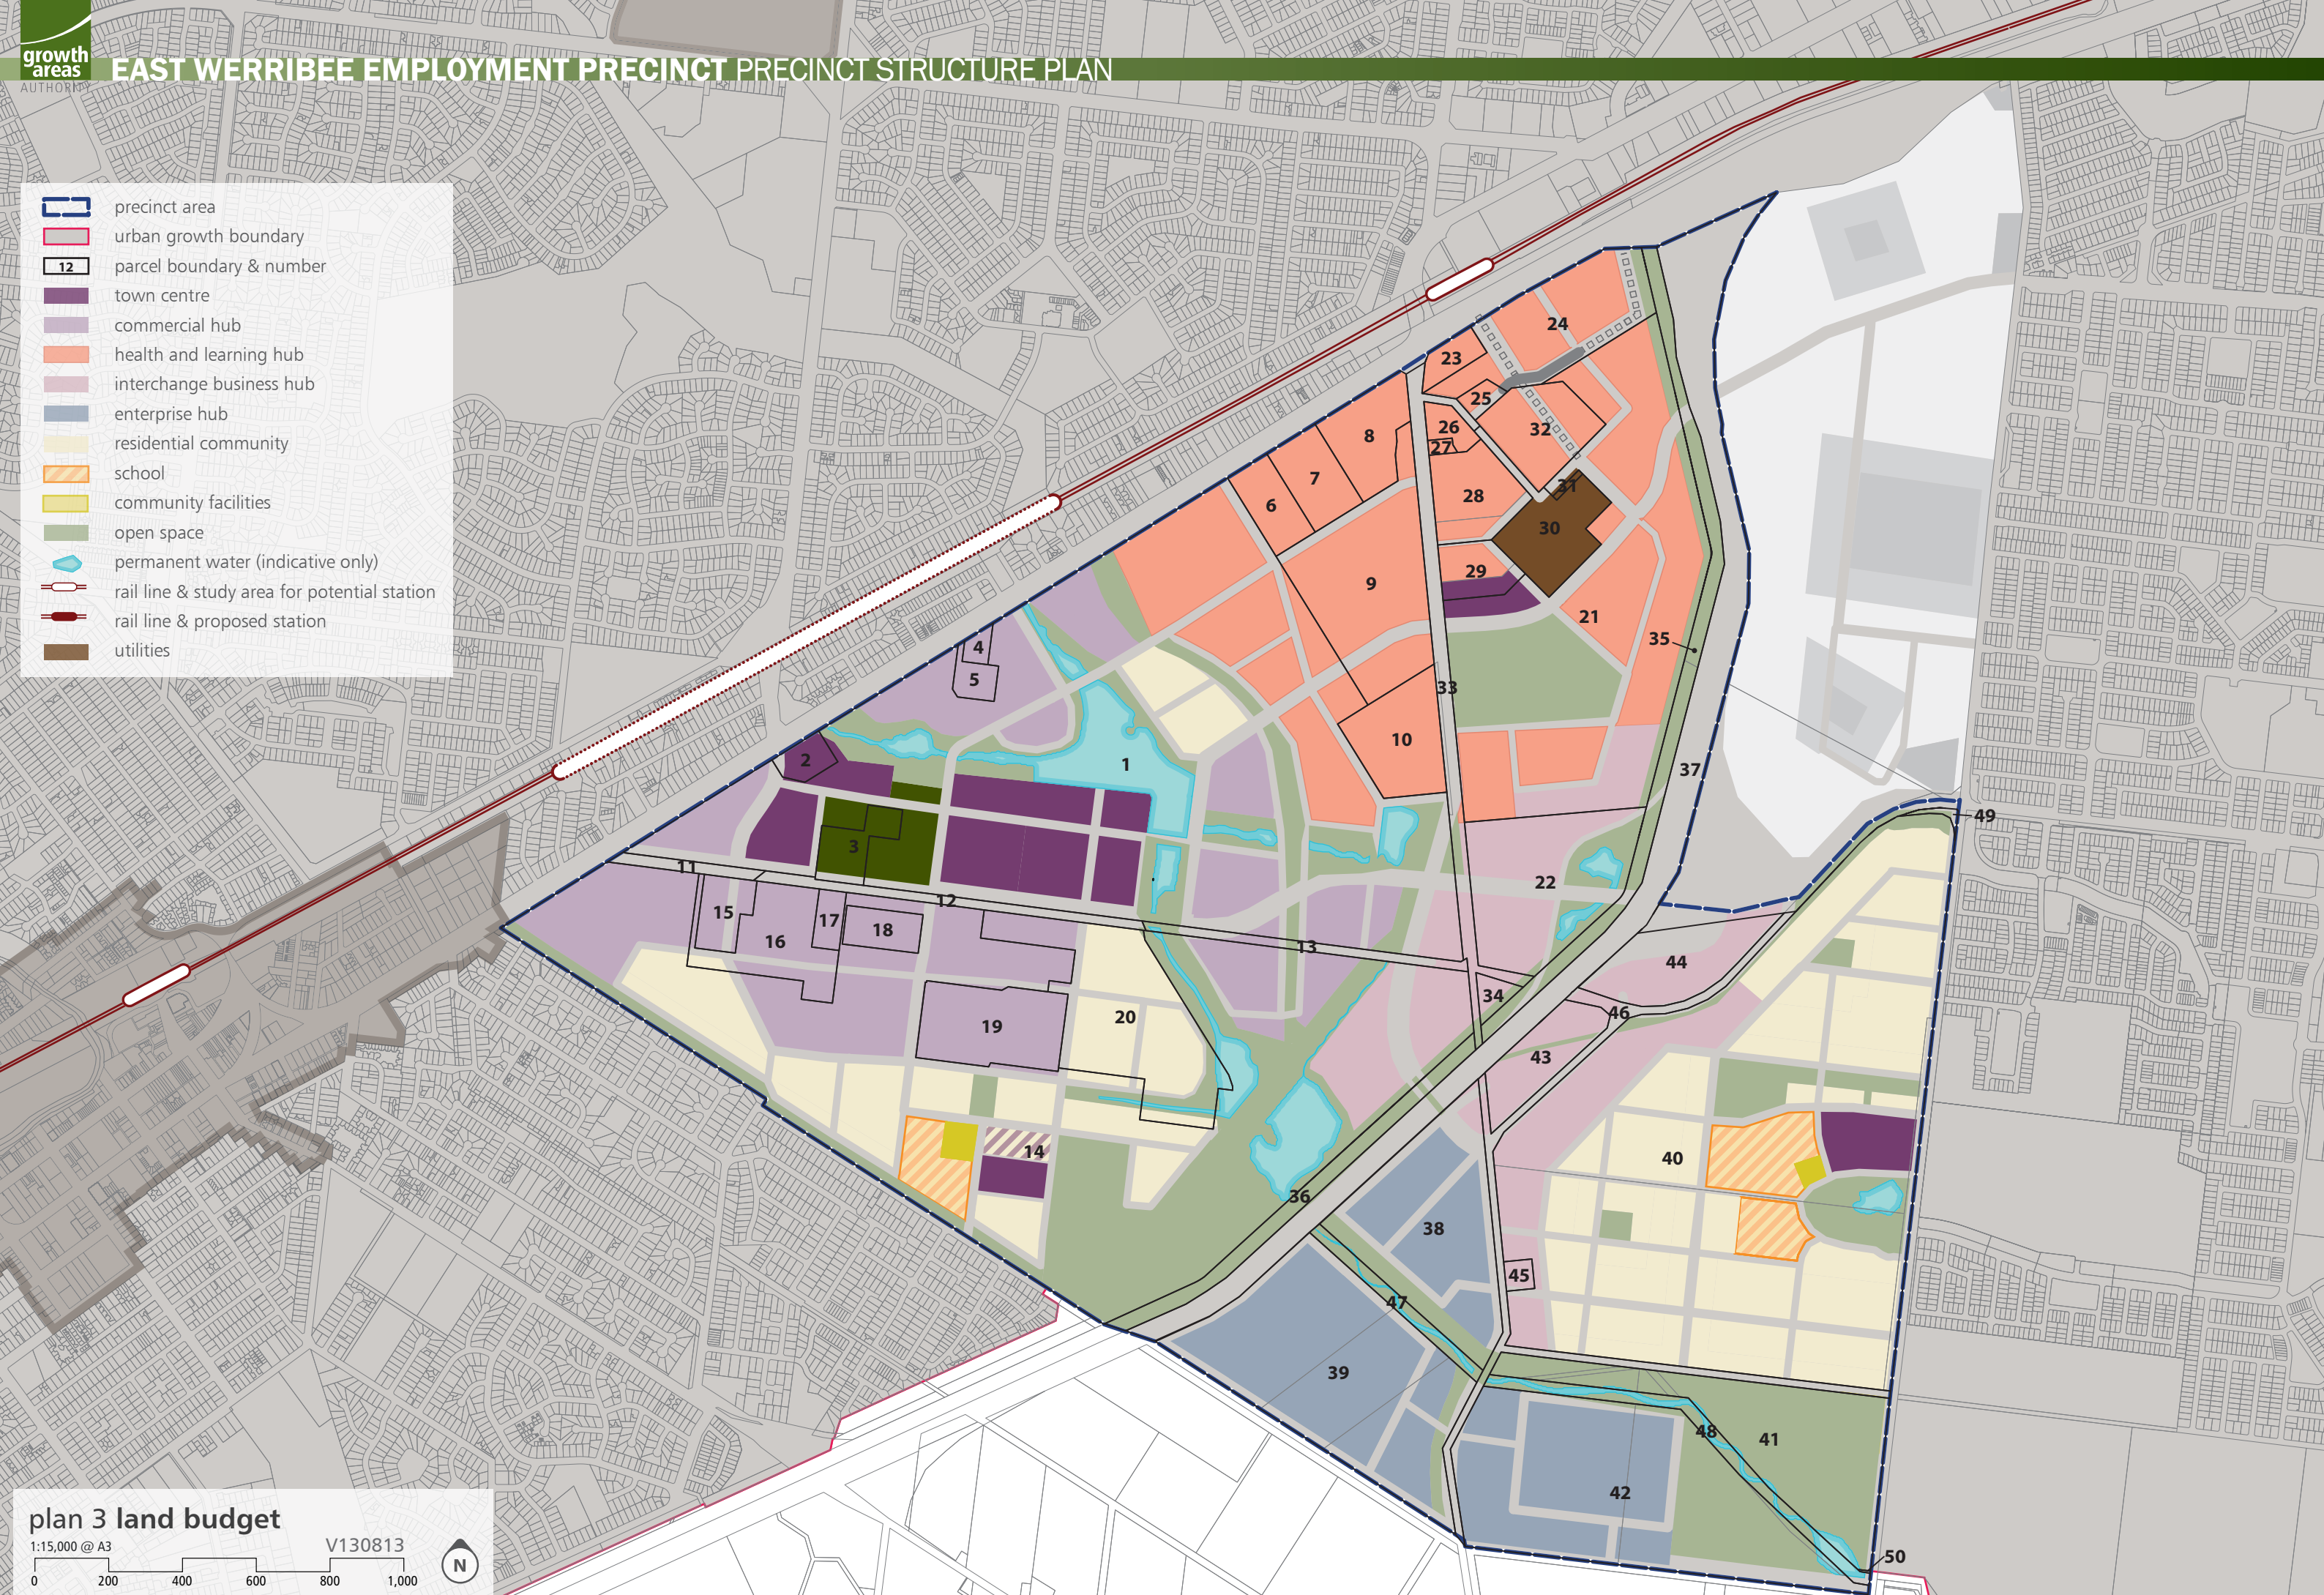 growth
areas
AUTHORITY
EAST WERRIBEE EMPLOYMENT PRECINCT PRECINCT STRUCTURE PLAN
precinct area
urban growth boundary
12 parcel boundary & number
town centre
commercial hub
health and learning hub
interchange business hub
enterprise hub
residential community
school
community facilities
open space
permanent water (indicative only)
rail line & study area for potential station
rail line & proposed station
utilities
24
23
25
26
27
32
8
7
6
28
31
30
9
29
21
35
4
5
33
10
2
1
37
3
49
11
12
22
15
17
18
16
13
44
34
46
19
20
43
14
40
36
38
45
47
39
48
41
42
50
plan 3 land budget
1:15,000 @ A3
V130813
0 200 400 600 800 1,000
N